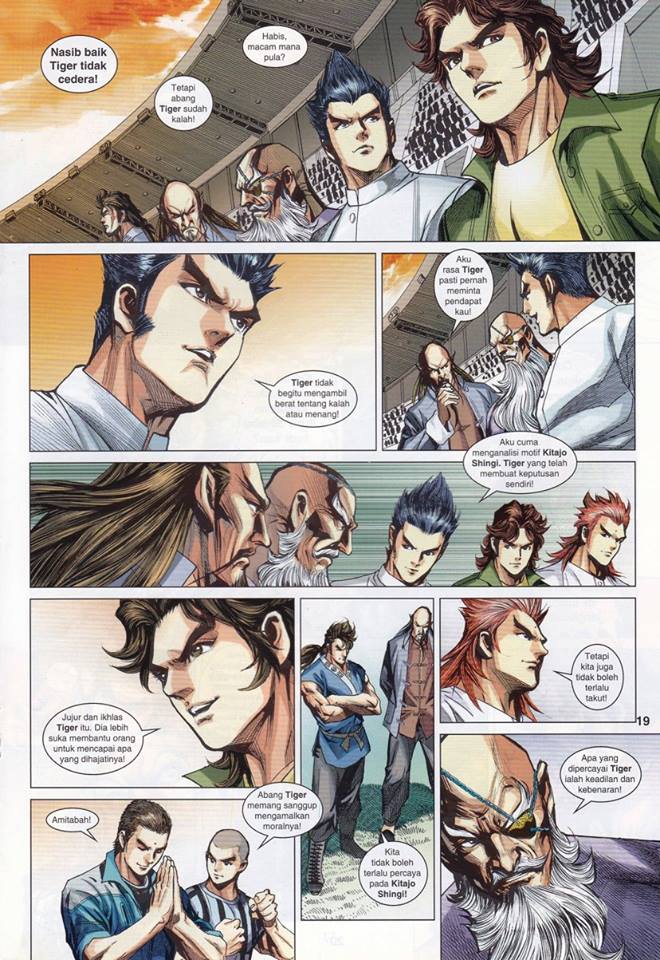 Nasib baik
Tiger tidak
cedera!
Tetapi
abang
Tiger sudah
kalah!
Habis,
macam mana
pula?
Tiger tidak
begitu mengambil
berat tentang kalah
atau menang!
Aku
rasa Tiger
pasti pernah
meminta
pendapat
kau!
Aku cuma
menganalisi motif Kitajo
Shingi. Tiger yang telah
membuat keputusan
sendiri!
Jujur dan ikhlas
Tiger itu. Dia lebih
suka membantu orang
untuk mencapai apa
yang dihajatinya!
Kita
tidak boleh
terlalu percaya
pada Kitajo
Shingi!
Tetapi
kita juga
tidak boleh
terlalu
takut!
19
Amitabah!
Abang Tiger
memang sanggup
mengamalkan
moralnya!
Apa yang
dipercayai Tiger
ialah keadilan dan
kebenaran!